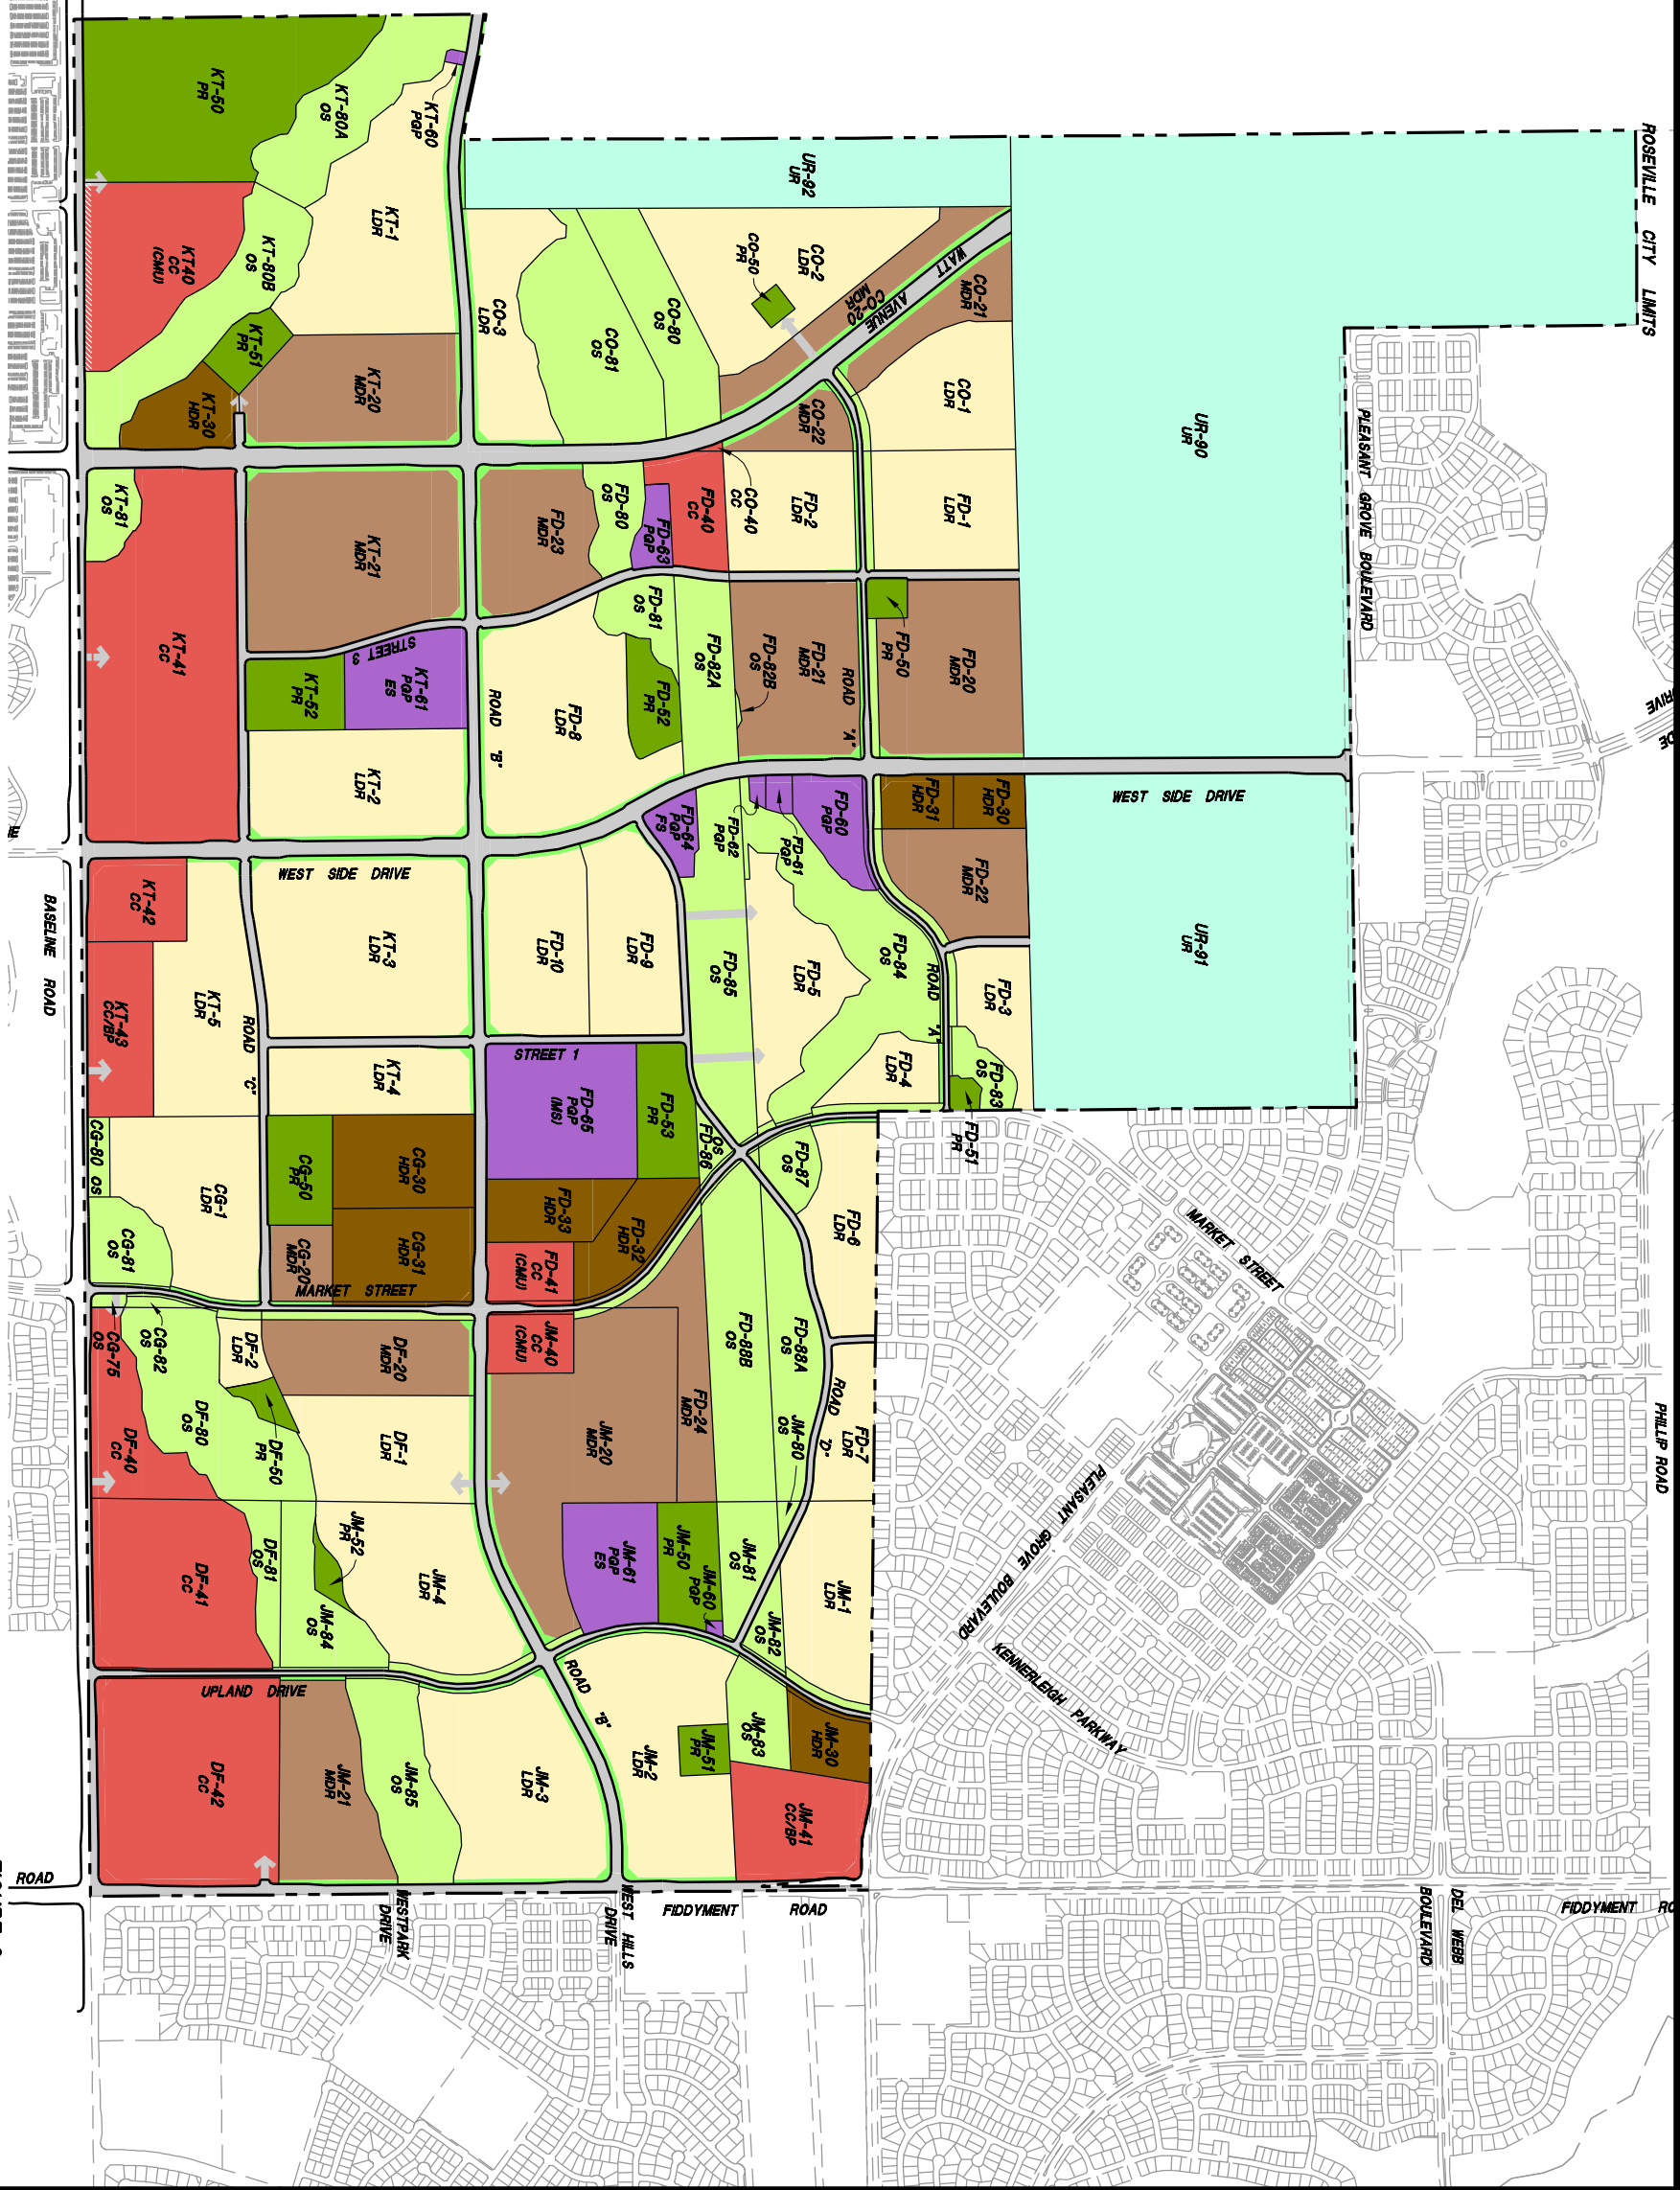 ROSEVILLE CITY LIMITS
KT-50
PR
KT-80A
OS
KT-60
PQP
KT-1
LDR
UR-92
UR
KT40
CC
(CMU)
KT-80B
OS
KT-51
PR
KT-30
HDR
KT-20
MDR
CO-3
LDR
CO-81
OS
CO-80
OS
CO-50
PR
CO-2
LDR
CO-20
MDR
WATT AVENUE
CO-21
MDR
CO-1
LDR
CO-22
MDR
UR-90
UR
PLEASANT GROVE BOULEVARD
KT-81
OS
KT-21
MDR
FD-23
MDR
FD-80
OS
FD-63
PQP
FD-40
CC
CO-40
CC
FD-2
LDR
FD-1
LDR
KT-41
CC
STREET 3
KT-52
PR
KT-61
PQP
ES
KT-2
LDR
ROAD "B"
FD-8
LDR
FD-81
OS
FD-52
PR
FD-82A
OS
FD-82B
OS
FD-21
MDR
ROAD "A"
FD-50
PR
FD-20
MDR
DRIVE
WEST SIDE DRIVE
FD-64
PQP
FS
FD-62
PQP
FD-61
PQP
FD-60
PQP
FD-31
HDR
FD-30
HDR
FD-22
MDR
WEST SIDE DRIVE
BASELINE ROAD
KT-42
CC
KT-43
CC/BP
KT-5
LDR
KT-3
LDR
FD-10
LDR
FD-9
LDR
FD-85
OS
FD-5
LDR
FD-84
OS
ROAD "A"
FD-3
LDR
UR-91
UR
ROAD "C"
KT-4
LDR
STREET 1
FD-65
PQP
(MS)
FD-53
PR
FD-86
OS
FD-4
LDR
FD-83
OS
FD-51
PR
CG-80 OS
CG-81
OS
CG-1
LDR
CG-50
PR
CG-30
HDR
CG-31
HDR
CG-20
MDR
MARKET STREET
FD-33
HDR
FD-32
HDR
FD-41
CC
(CMU)
FD-87
OS
FD-6
LDR
MARKET STREET
CG-75
OS
CG-82
OS
DF-2
LDR
DF-20
MDR
JM-40
CC
(CMU)
FD-88B
OS
FD-88A
OS
DF-40
CC
DF-80
OS
DF-50
PR
DF-1
LDR
JM-20
MDR
FD-24
MDR
JM-80
OS
ROAD "D"
FD-7
LDR
PHILLIP ROAD
PLEASANT GROVE BOULEVARD
DF-41
CC
DF-81
OS
JM-52
PR
JM-84
OS
JM-4
LDR
JM-61
PQP
ES
JM-50
PR
JM-60
PQP
JM-81
OS
JM-82
OS
JM-1
LDR
KENNERLEIGH PARKWAY
UPLAND DRIVE
ROAD "B"
DF-42
CC
JM-21
MDR
JM-85
OS
JM-3
LDR
JM-2
LDR
JM-51
PR
JM-83
OS
JM-30
HDR
JM-41
CC/BP
ROAD
WESTPARK
DRIVE
WEST HILLS
DRIVE
FIDDYMENT ROAD
DEL WEBB
BOULEVARD
FIDDYMENT